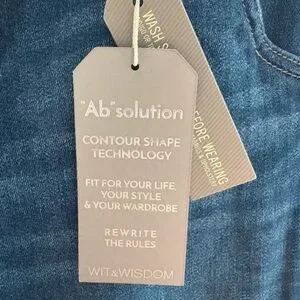 "Ab"solution
CONTOUR SHAPE
TECHNOLOGY
FIT FOR YOUR LIFE,
YOUR STYLE
& YOUR WARDROBE
REWRITE
THE RULES
WIT&WISDOM
WASH
BEFORE WEARING